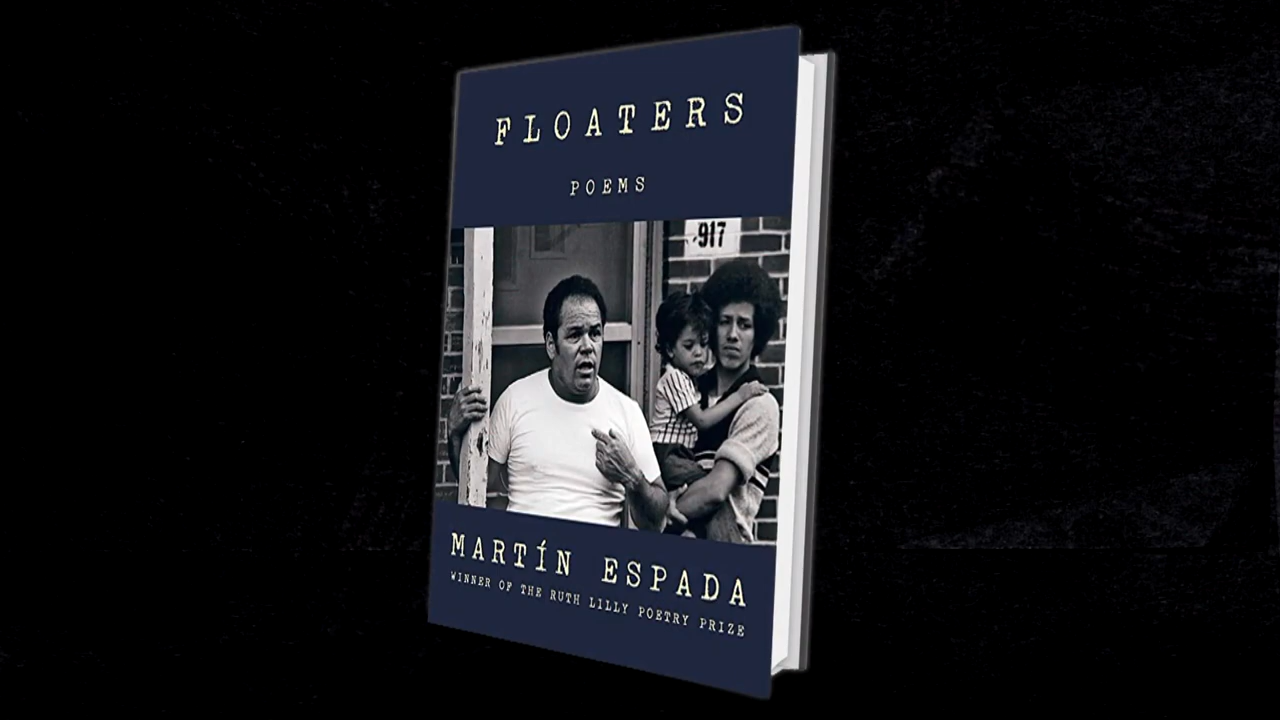 FLOATERS
POEMS
917
MARTÍN ESPADA
WINNER OF THE RUTH LILLY POETRY PRIZE